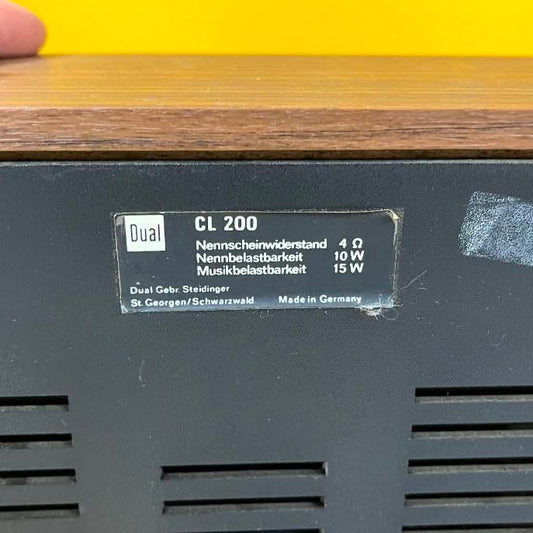 Dual
CL 200
Nennscheinwiderstand 4 Ω
Nennbelastbarkeit 10 W
Musikbelastbarkeit 15 W
Dual Gebr. Steidinger
St. Georgen/Schwarzwald Made in Germany